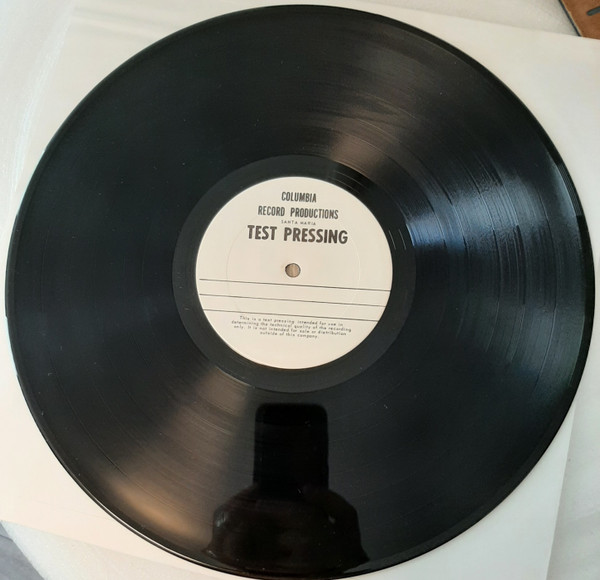 COLUMBIA
RECORD PRODUCTIONS
SANTA MARIA
TEST PRESSING
This is a test pressing intended for use in
determining the technical quality of the recording
only. It is not intended for sale or distribution
outside of this company.